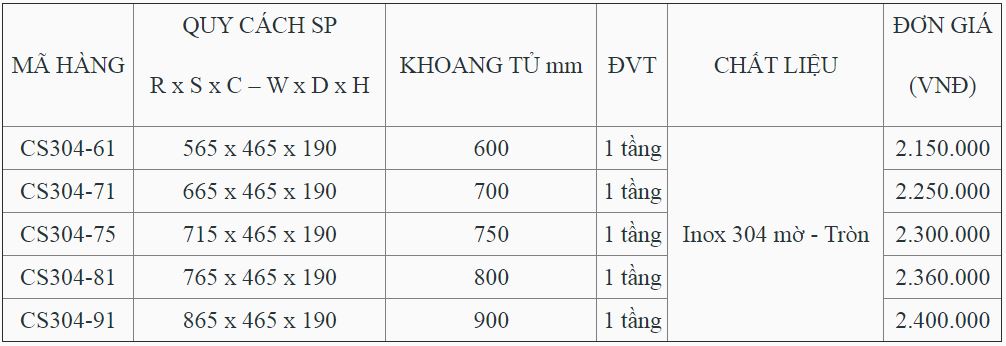 MÃ HÀNG
QUY CÁCH SP
R x S x C – W x D x H
KHOANG TỦ mm
ĐVT
CHẤT LIỆU
ĐƠN GIÁ
(VNĐ)
CS304-61 565 x 465 x 190 600 1 tầng 2.150.000
CS304-71 665 x 465 x 190 700 1 tầng 2.250.000
CS304-75 715 x 465 x 190 750 1 tầng Inox 304 mờ - Tròn 2.300.000
CS304-81 765 x 465 x 190 800 1 tầng 2.360.000
CS304-91 865 x 465 x 190 900 1 tầng 2.400.000